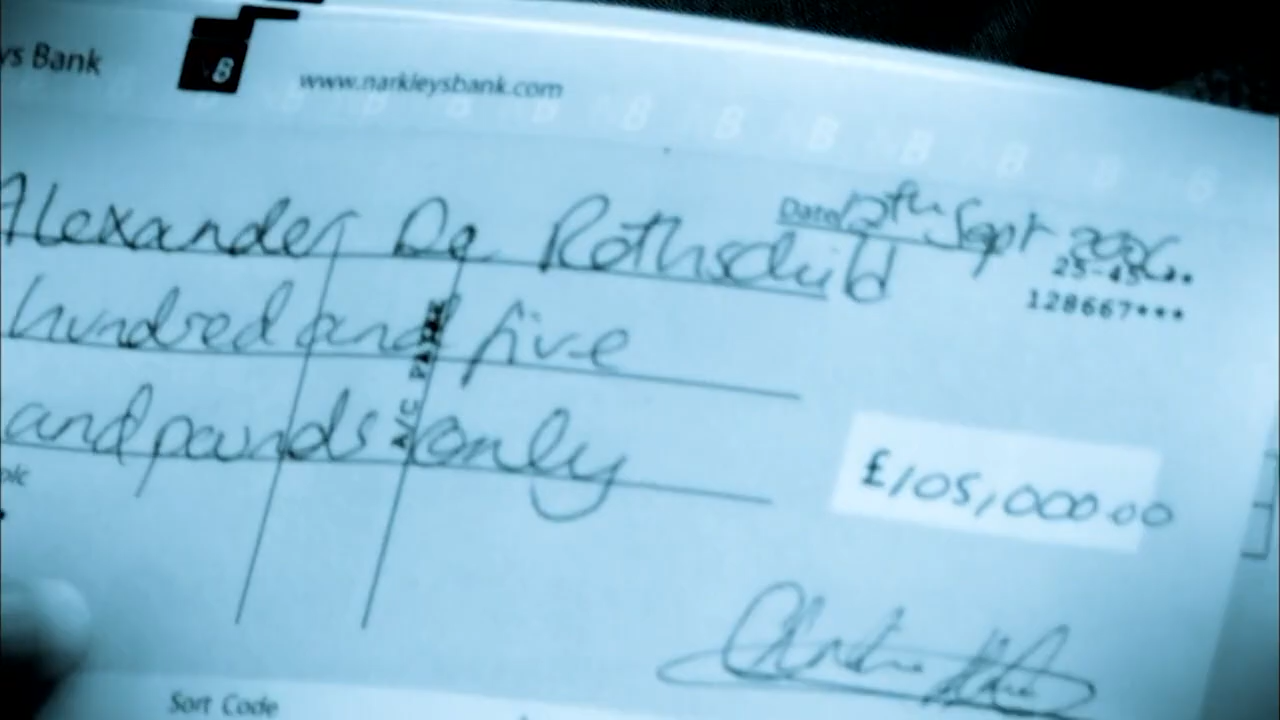 ys Bank
B
www.narkleysbank.com
Alexander De Rothschild
Date 12th Sept 2006
25-45
128667***
hundred and five
A/C PAYEE
and pounds only
£105,000.00
Sort Code